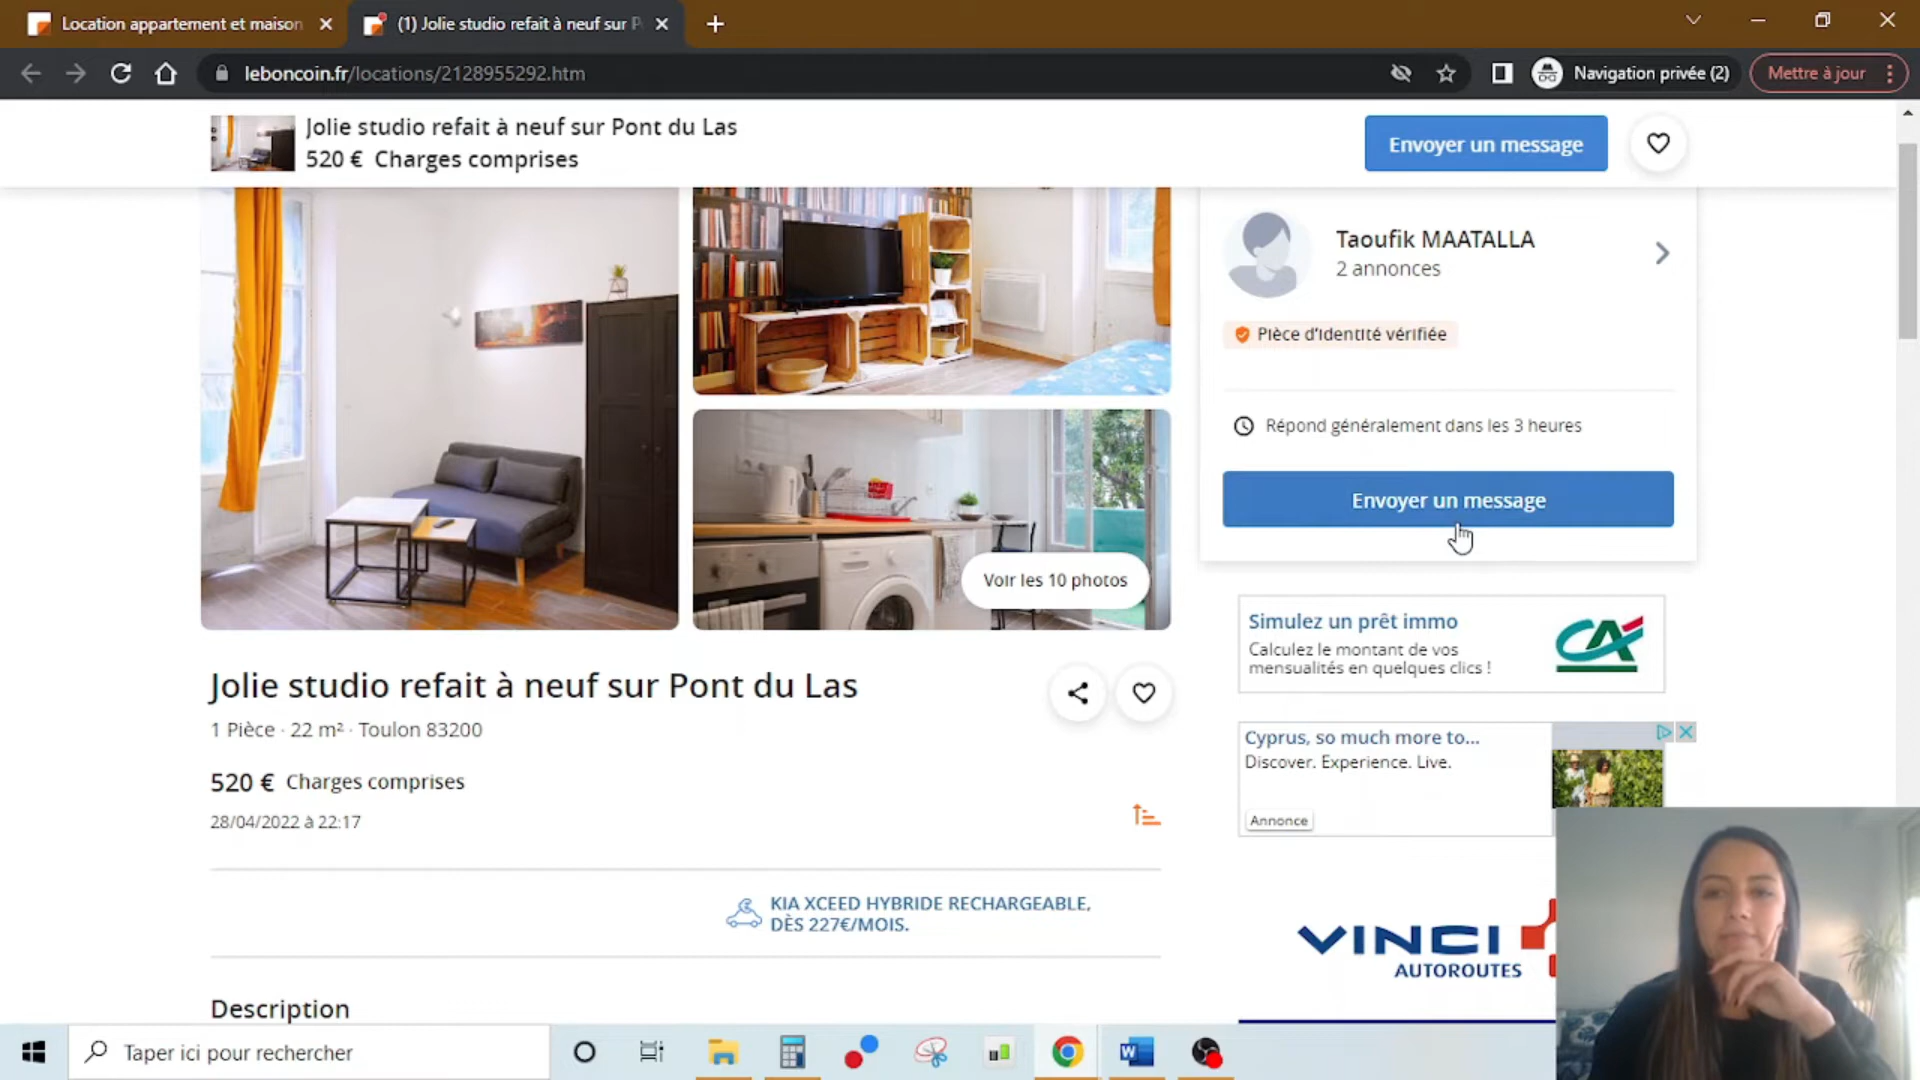 Location appartement et maison
(1) Jolie studio refait à neuf sur P
leboncoin.fr/locations/2128955292.htm
Navigation privée (2)
Mettre à jour
Jolie studio refait à neuf sur Pont du Las
520 € Charges comprises
Envoyer un message
Taoufik MAATALLA
2 annonces
Pièce d'identité vérifiée
Répond généralement dans les 3 heures
Envoyer un message
Voir les 10 photos
Simulez un prêt immo
Calculez le montant de vos
mensualités en quelques clics !
CA
Jolie studio refait à neuf sur Pont du Las
1 Pièce · 22 m² · Toulon 83200
520 € Charges comprises
28/04/2022 à 22:17
Cyprus, so much more to...
Discover. Experience. Live.
Annonce
KIA XCEED HYBRIDE RECHARGEABLE,
DÈS 227€/MOIS.
VINCI
AUTOROUTES
Description
Taper ici pour rechercher